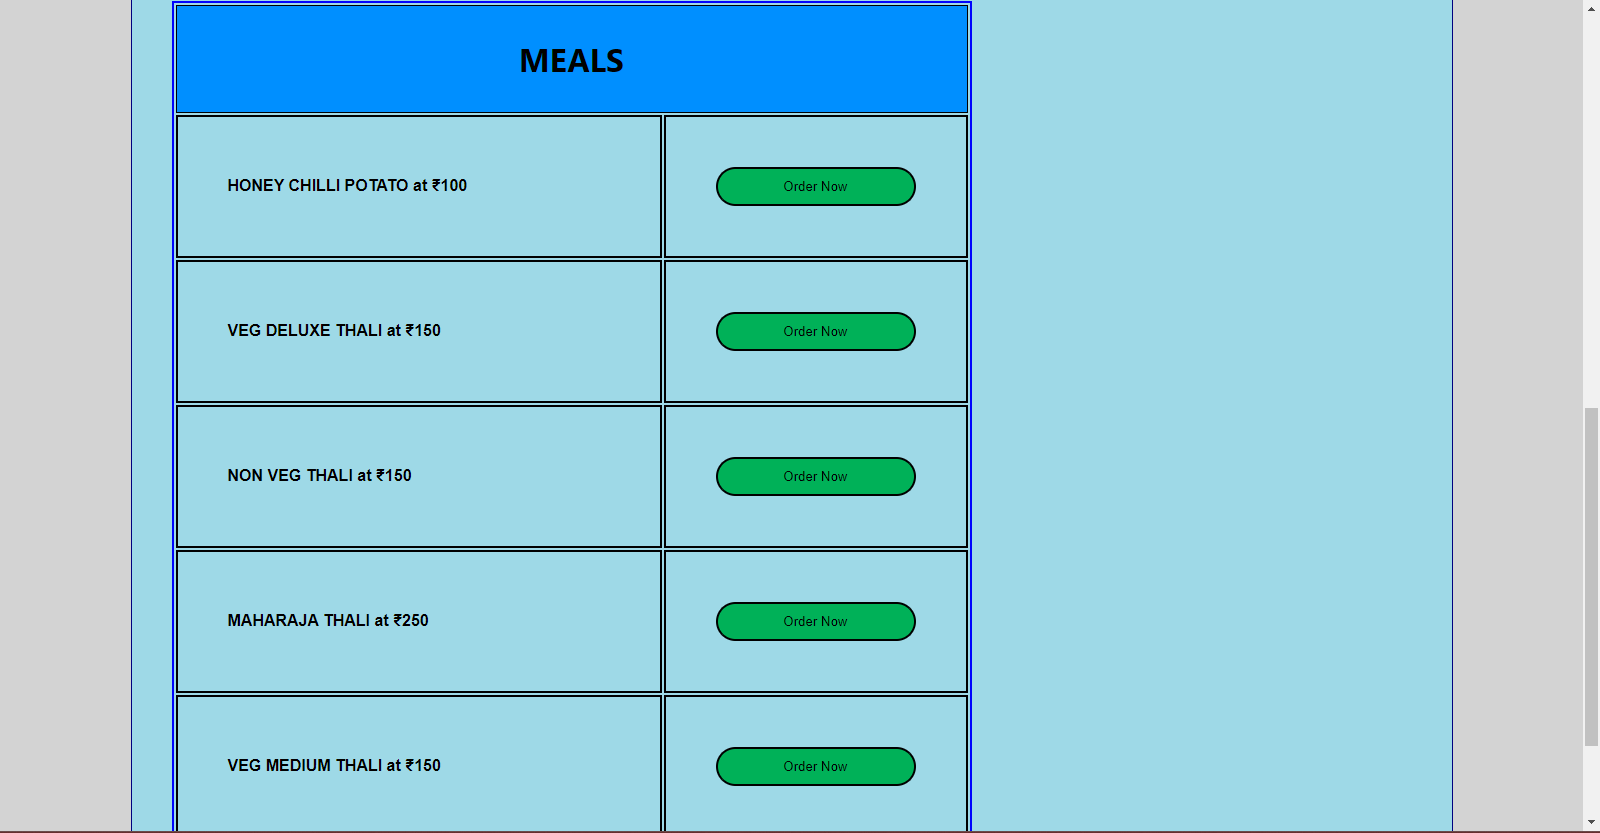 MEALS
HONEY CHILLI POTATO at ₹100
Order Now
VEG DELUXE THALI at ₹150
Order Now
NON VEG THALI at ₹150
Order Now
MAHARAJA THALI at ₹250
Order Now
VEG MEDIUM THALI at ₹150
Order Now